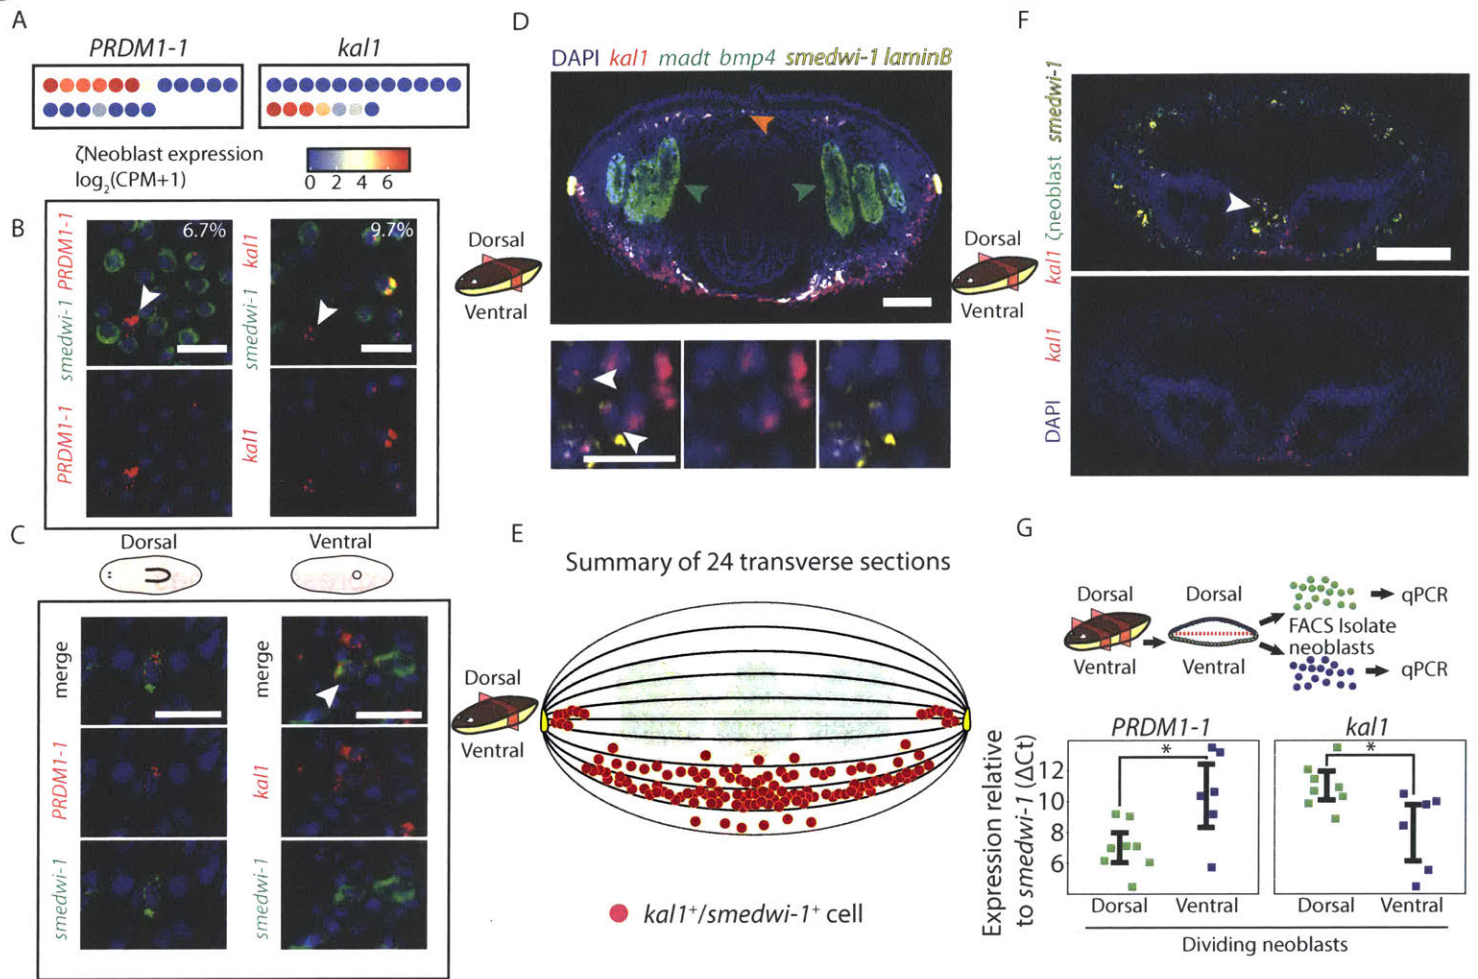 A
PRDM1-1 kal1
ζNeoblast expression
log2(CPM+1)
0 2 4 6
B
smedwi-1 PRDM1-1
6.7%
smedwi-1 kal1
9.7%
PRDM1-1
kal1
C
Dorsal Ventral
merge
merge
PRDM1-1
kal1
smedwi-1
smedwi-1
D
DAPI kal1 madt bmp4 smedwi-1 laminB
Dorsal
Ventral
E
Summary of 24 transverse sections
Dorsal
Ventral
kal1+/smedwi-1+ cell
F
kal1 ζneoblast smedwi-1
Dorsal
Ventral
DAPI kal1
G
Dorsal
Ventral
Dorsal
Ventral
qPCR
FACS Isolate
neoblasts
qPCR
PRDM1-1 kal1
Expression relative
to smedwi-1 (ΔCt)
12
10
8
6
*
*
Dorsal Ventral Dorsal Ventral
Dividing neoblasts